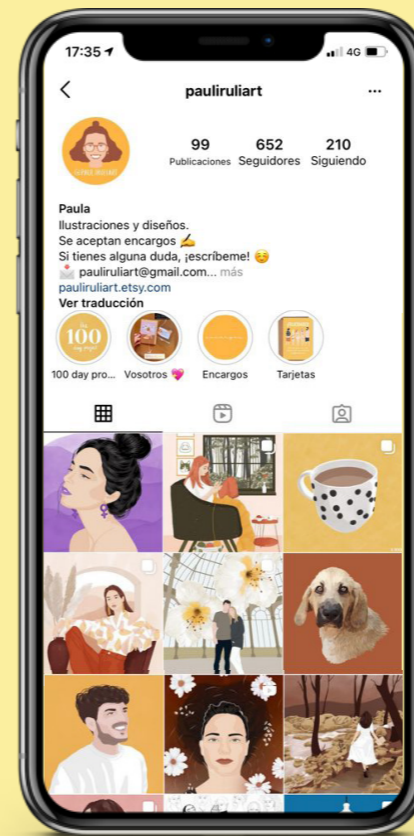 17:35
4G
pauliruliart
...
99 652 210
Publicaciones Seguidores Siguiendo
Paula
Ilustraciones y diseños.
Se aceptan encargos ✍️
Si tienes alguna duda, ¡escríbeme! ☺️
📩 pauliruliart@gmail.com... más
pauliruliart.etsy.com
Ver traducción
100
100 day pro... Vosotros 💖 Encargos Tarjetas